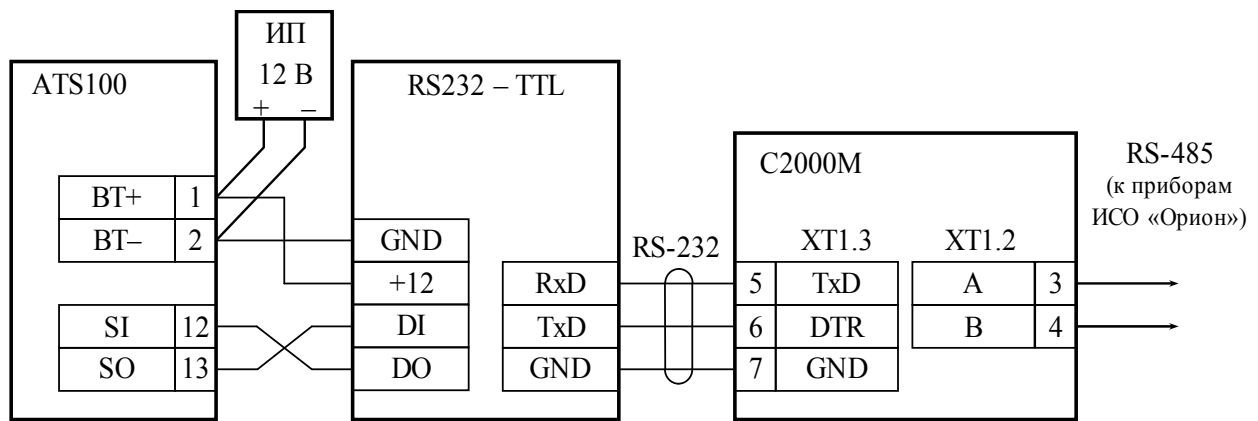 ИП
12 В
+ –
ATS100
BT+ 1
BT– 2
SI 12
SO 13
RS232 – TTL
GND
+12
DI
DO
RxD
TxD
GND
RS-232
С2000М
XT1.3
5 TxD
6 DTR
7 GND
XT1.2
A 3
B 4
RS-485
(к приборам
ИСО «Орион»)